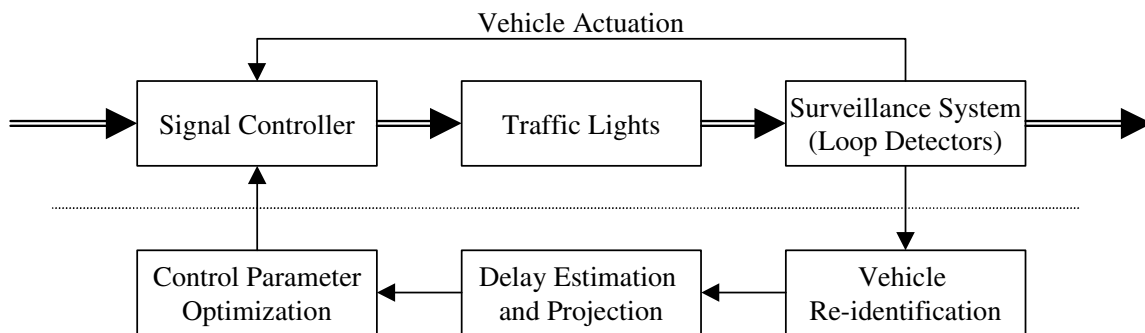 Vehicle Actuation
Signal Controller
Traffic Lights
Surveillance System
(Loop Detectors)
Control Parameter
Optimization
Delay Estimation
and Projection
Vehicle
Re-identification